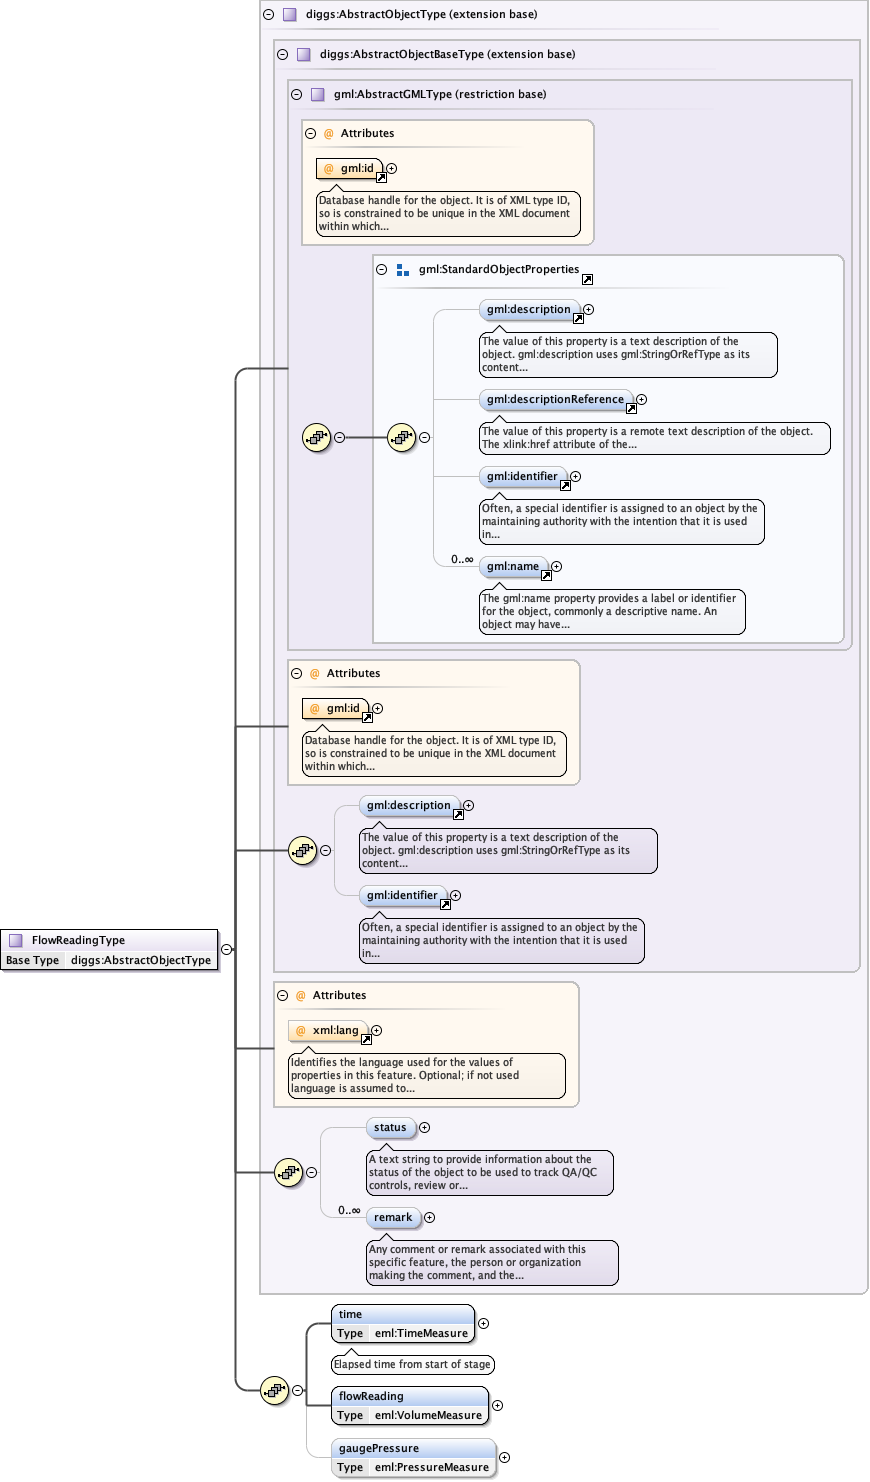 diggs:AbstractObjectType (extension base)
diggs:AbstractObjectBaseType (extension base)
gml:AbstractGMLType (restriction base)
@ Attributes
@ gml:id
Database handle for the object. It is of XML type ID,
so is constrained to be unique in the XML document
within which...
gml:StandardObjectProperties
gml:description
The value of this property is a text description of the
object. gml:description uses gml:StringOrRefType as its
content...
gml:descriptionReference
The value of this property is a remote text description of the object.
The xlink:href attribute of the...
gml:identifier
Often, a special identifier is assigned to an object by the
maintaining authority with the intention that it is used
in...
0..∞
gml:name
The gml:name property provides a label or identifier
for the object, commonly a descriptive name. An
object may have...
@ Attributes
@ gml:id
Database handle for the object. It is of XML type ID,
so is constrained to be unique in the XML document
within which...
gml:description
The value of this property is a text description of the
object. gml:description uses gml:StringOrRefType as its
content...
gml:identifier
Often, a special identifier is assigned to an object by the
maintaining authority with the intention that it is used
in...
FlowReadingType
Base Type diggs:AbstractObjectType
@ Attributes
@ xml:lang
Identifies the language used for the values of
properties in this feature. Optional; if not used
language is assumed to...
status
A text string to provide information about the
status of the object to be used to track QA/QC
controls, review or...
0..∞
remark
Any comment or remark associated with this
specific feature, the person or organization
making the comment, and the...
time
Type eml:TimeMeasure
Elapsed time from start of stage
flowReading
Type eml:VolumeMeasure
gaugePressure
Type eml:PressureMeasure